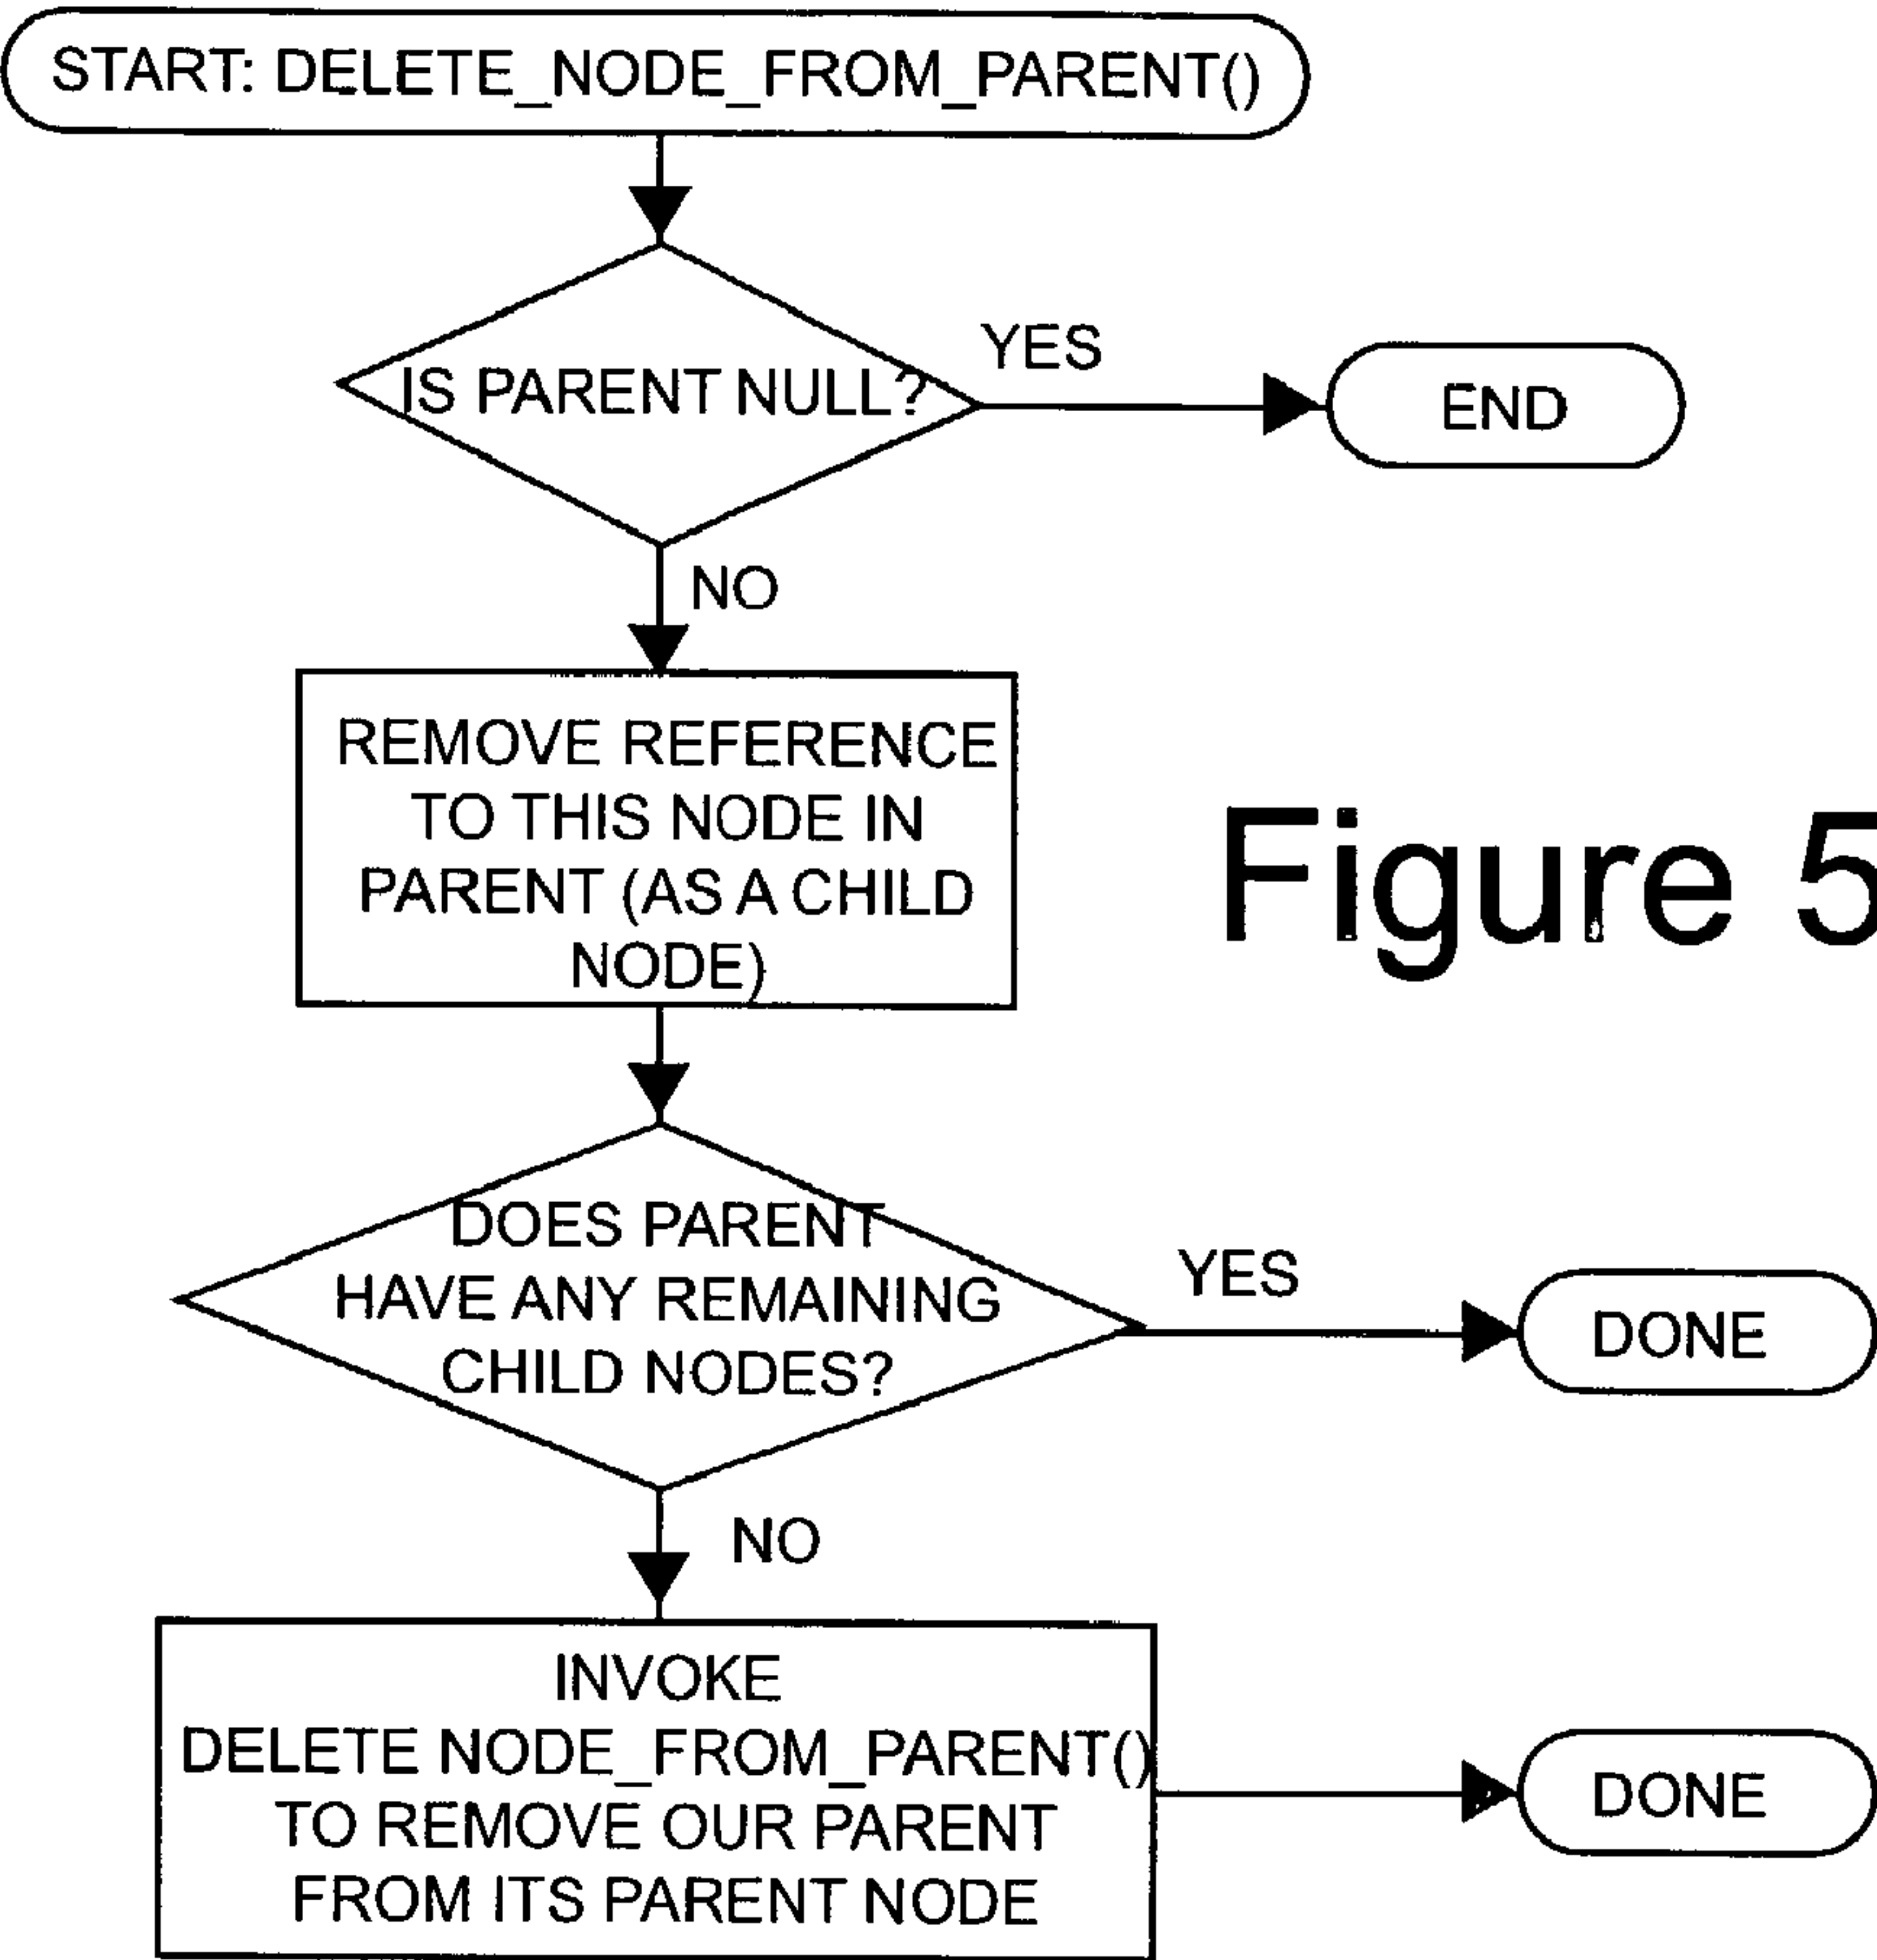 START: DELETE_NODE_FROM_PARENT()
IS PARENT NULL?
YES
END
NO
REMOVE REFERENCE
TO THIS NODE IN
PARENT (AS A CHILD
NODE)
Figure 5
DOES PARENT
HAVE ANY REMAINING
CHILD NODES?
YES
DONE
NO
INVOKE
DELETE NODE_FROM_PARENT()
TO REMOVE OUR PARENT
FROM ITS PARENT NODE
DONE